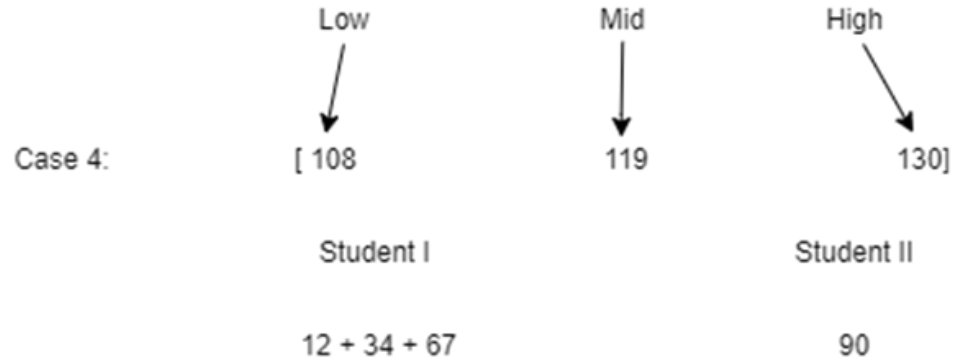 Low Mid High
Case 4: [ 108 119 130]
Student I Student II
12 + 34 + 67 90